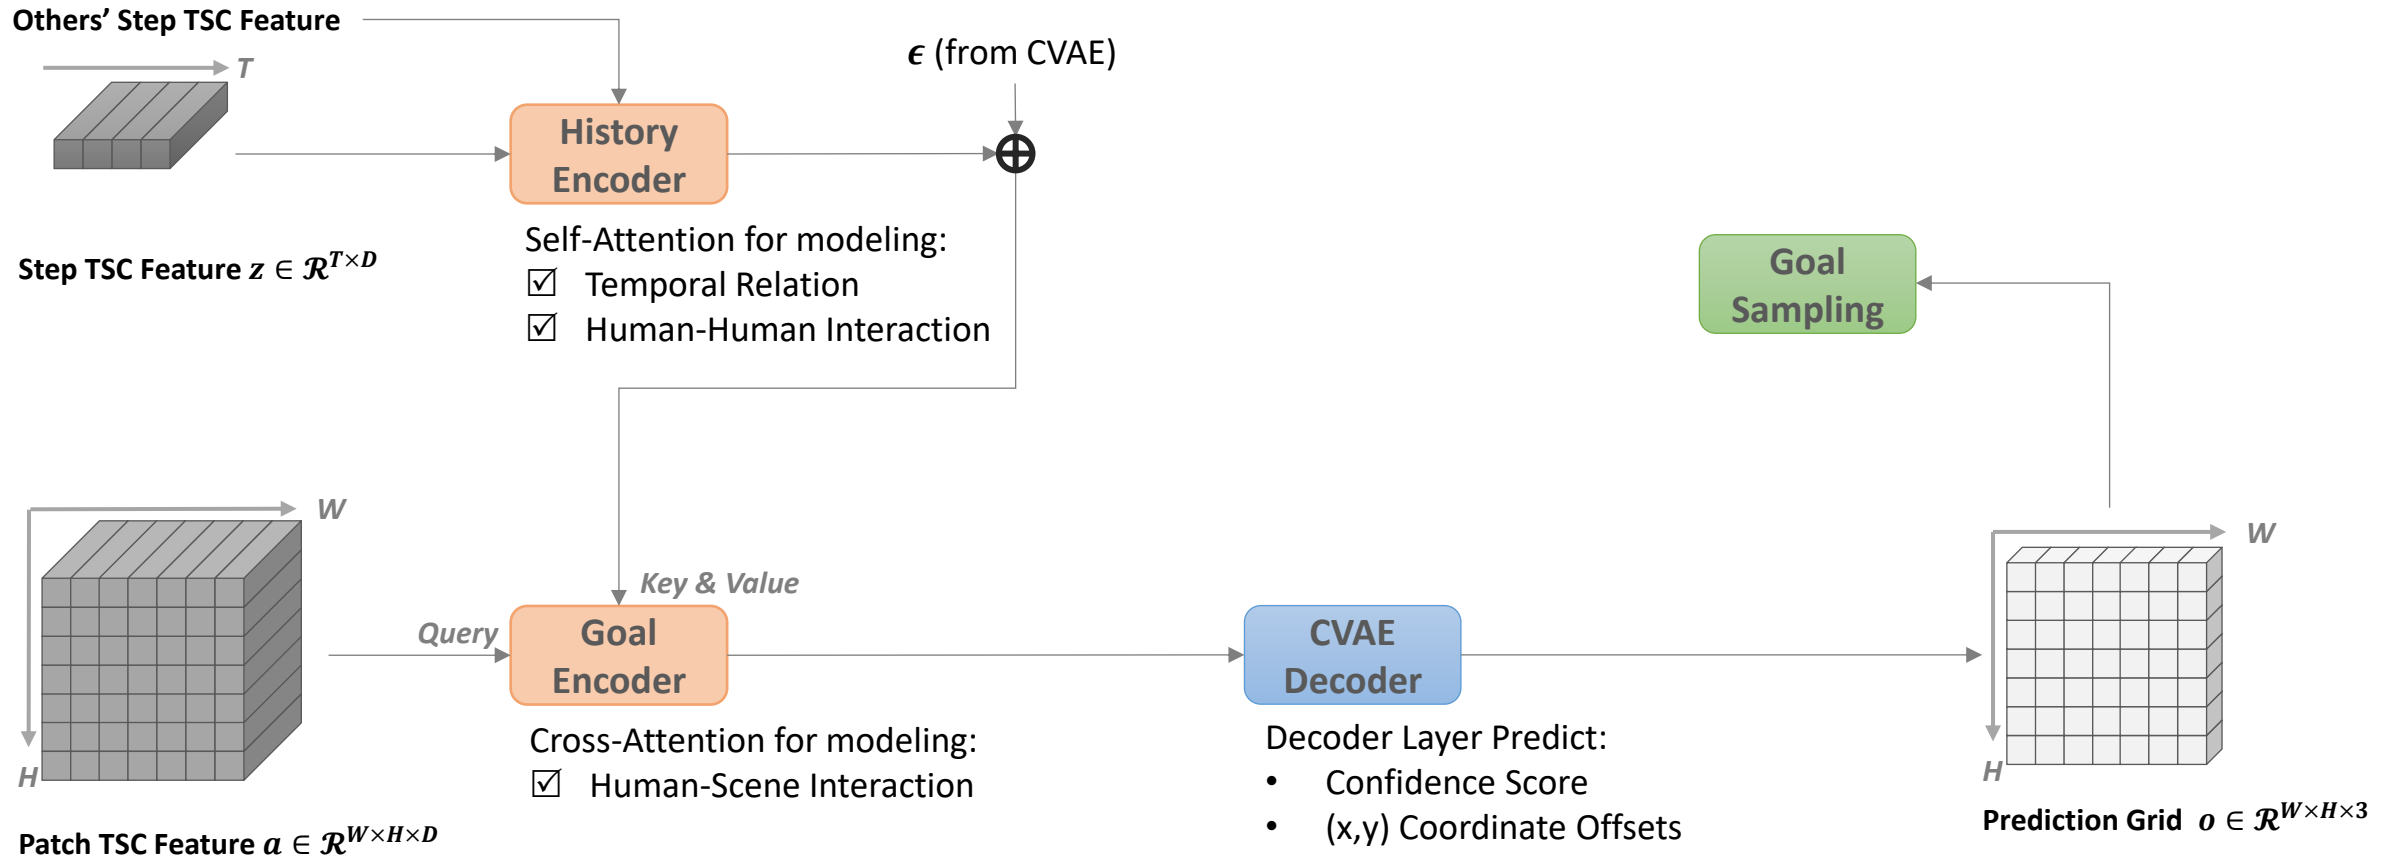 Others’ Step TSC Feature
T
ϵ (from CVAE)
History
Encoder
Step TSC Feature z ∈ ℛ^{T×D}
Self-Attention for modeling:
☑ Temporal Relation
☑ Human-Human Interaction
Goal
Sampling
W
H
Patch TSC Feature a ∈ ℛ^{W×H×D}
Key & Value
Query
Goal
Encoder
Cross-Attention for modeling:
☑ Human-Scene Interaction
CVAE
Decoder
Decoder Layer Predict:
• Confidence Score
• (x,y) Coordinate Offsets
W
H
Prediction Grid o ∈ ℛ^{W×H×3}